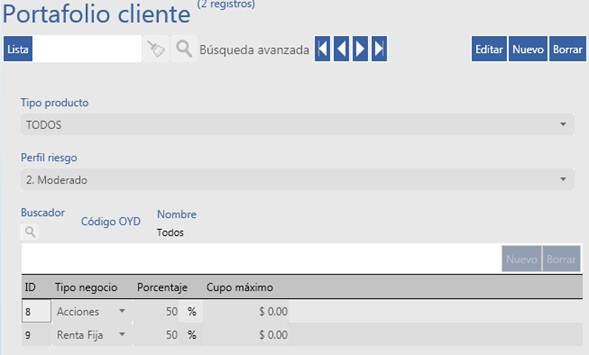 Portafolio cliente (2 registros)
Lista Búsqueda avanzada Editar Nuevo Borrar
Tipo producto
TODOS
Perfil riesgo
2. Moderado
Buscador Código OYD Nombre
Todos
Nuevo Borrar
ID Tipo negocio Porcentaje Cupo máximo
8 Acciones 50 % $ 0.00
9 Renta Fija 50 % $ 0.00